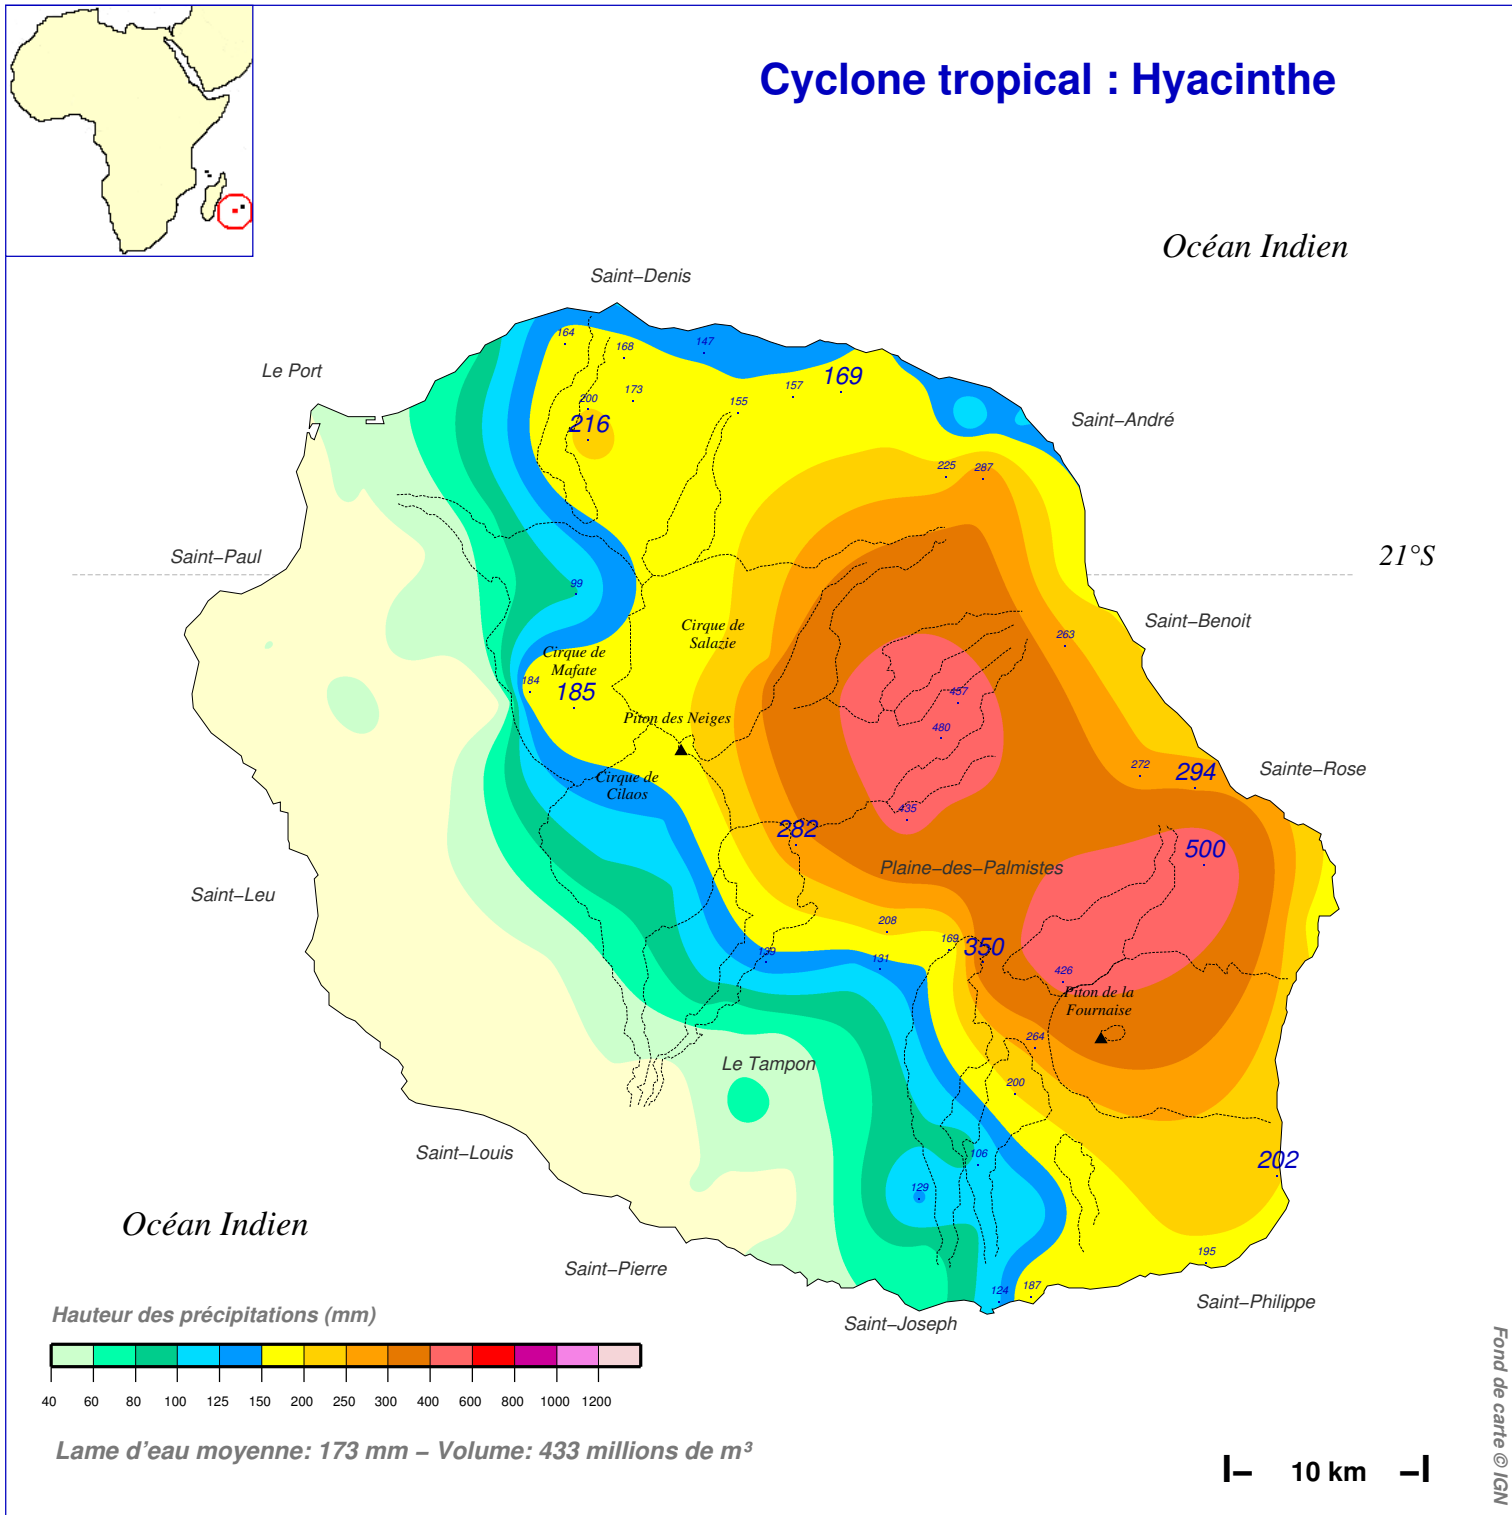 Cyclone tropical : Hyacinthe
Océan Indien
Saint–Denis
Le Port
164
168
147
200
173
155
157
169
216
Saint–André
225
287
Saint–Paul
21°S
99
Saint–Benoit
Cirque de
Salazie
263
Cirque de
Mafate
184
185
457
Piton des Neiges
480
272
294
Sainte–Rose
Cirque de
Cilaos
435
282
500
Plaine–des–Palmistes
Saint–Leu
208
169
350
139
131
426
Piton de la
Fournaise
264
Le Tampon
200
Saint–Louis
106
202
129
Océan Indien
195
Saint–Pierre
124
187
Saint–Philippe
Saint–Joseph
Hauteur des précipitations (mm)
40 60 80 100 125 150 200 250 300 400 600 800 1000 1200
Lame d'eau moyenne: 173 mm – Volume: 433 millions de m³
10 km
Fond de carte © IGN